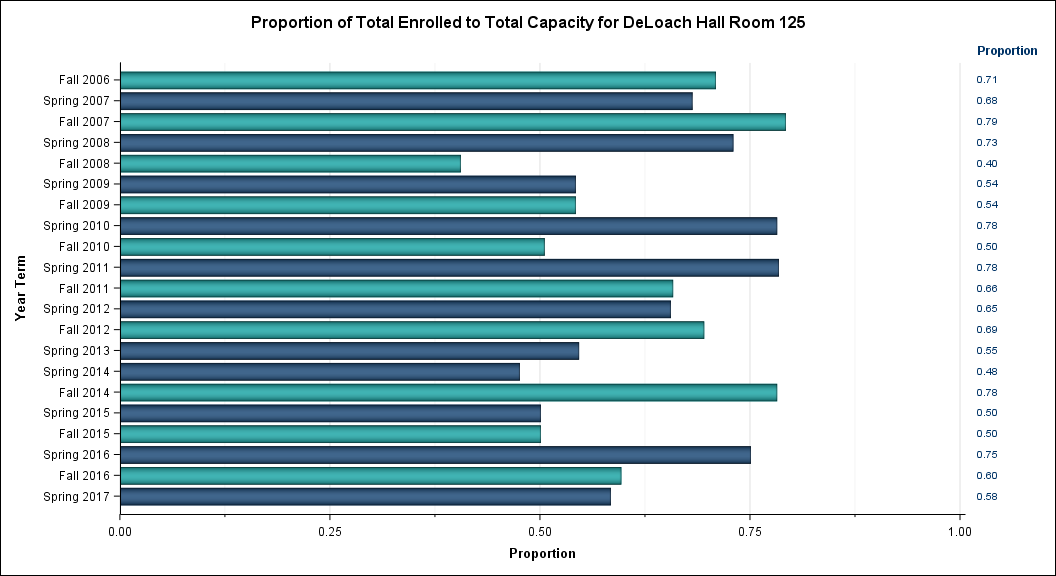 Proportion of Total Enrolled to Total Capacity for DeLoach Hall Room 125
Proportion
Fall 2006 0.71
Spring 2007 0.68
Fall 2007 0.79
Spring 2008 0.73
Fall 2008 0.40
Spring 2009 0.54
Fall 2009 0.54
Spring 2010 0.78
Fall 2010 0.50
Spring 2011 0.78
Fall 2011 0.66
Spring 2012 0.65
Fall 2012 0.69
Spring 2013 0.55
Spring 2014 0.48
Fall 2014 0.78
Spring 2015 0.50
Fall 2015 0.50
Spring 2016 0.75
Fall 2016 0.60
Spring 2017 0.58
Year Term
0.00 0.25 0.50 0.75 1.00
Proportion